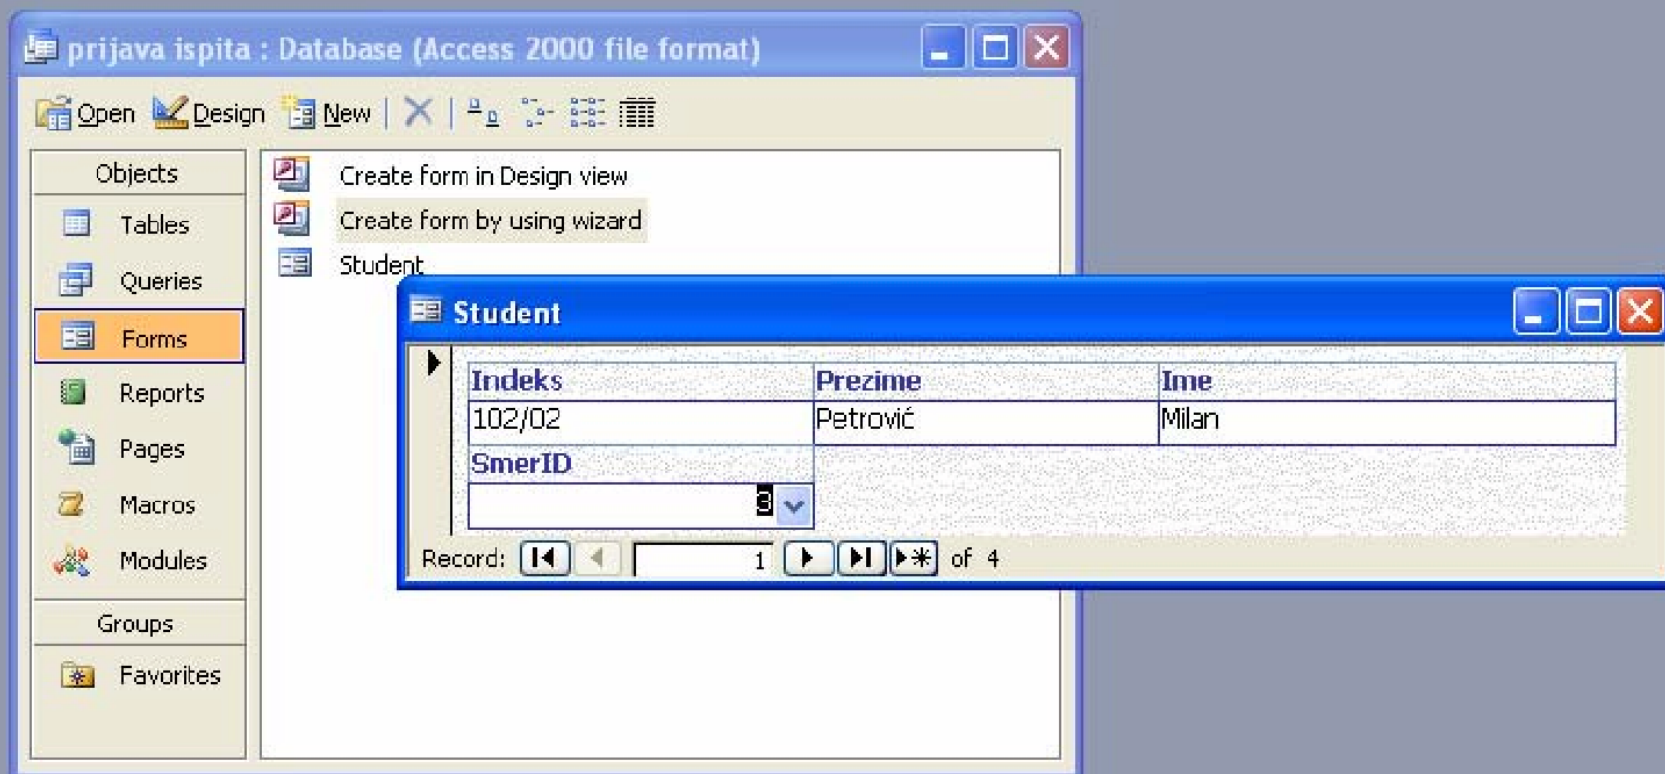 prijava ispita : Database (Access 2000 file format)
Open Design New
Objects
Tables
Queries
Forms
Reports
Pages
Macros
Modules
Groups
Favorites
Create form in Design view
Create form by using wizard
Student
Student
Indeks Prezime Ime
102/02 Petrović Milan
SmerID
3
Record: 1 of 4